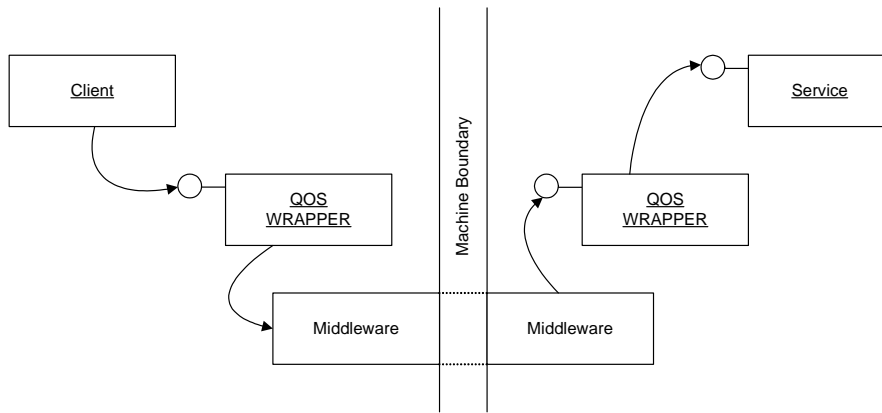 Client
QOS
WRAPPER
Middleware
Machine Boundary
Middleware
QOS
WRAPPER
Service